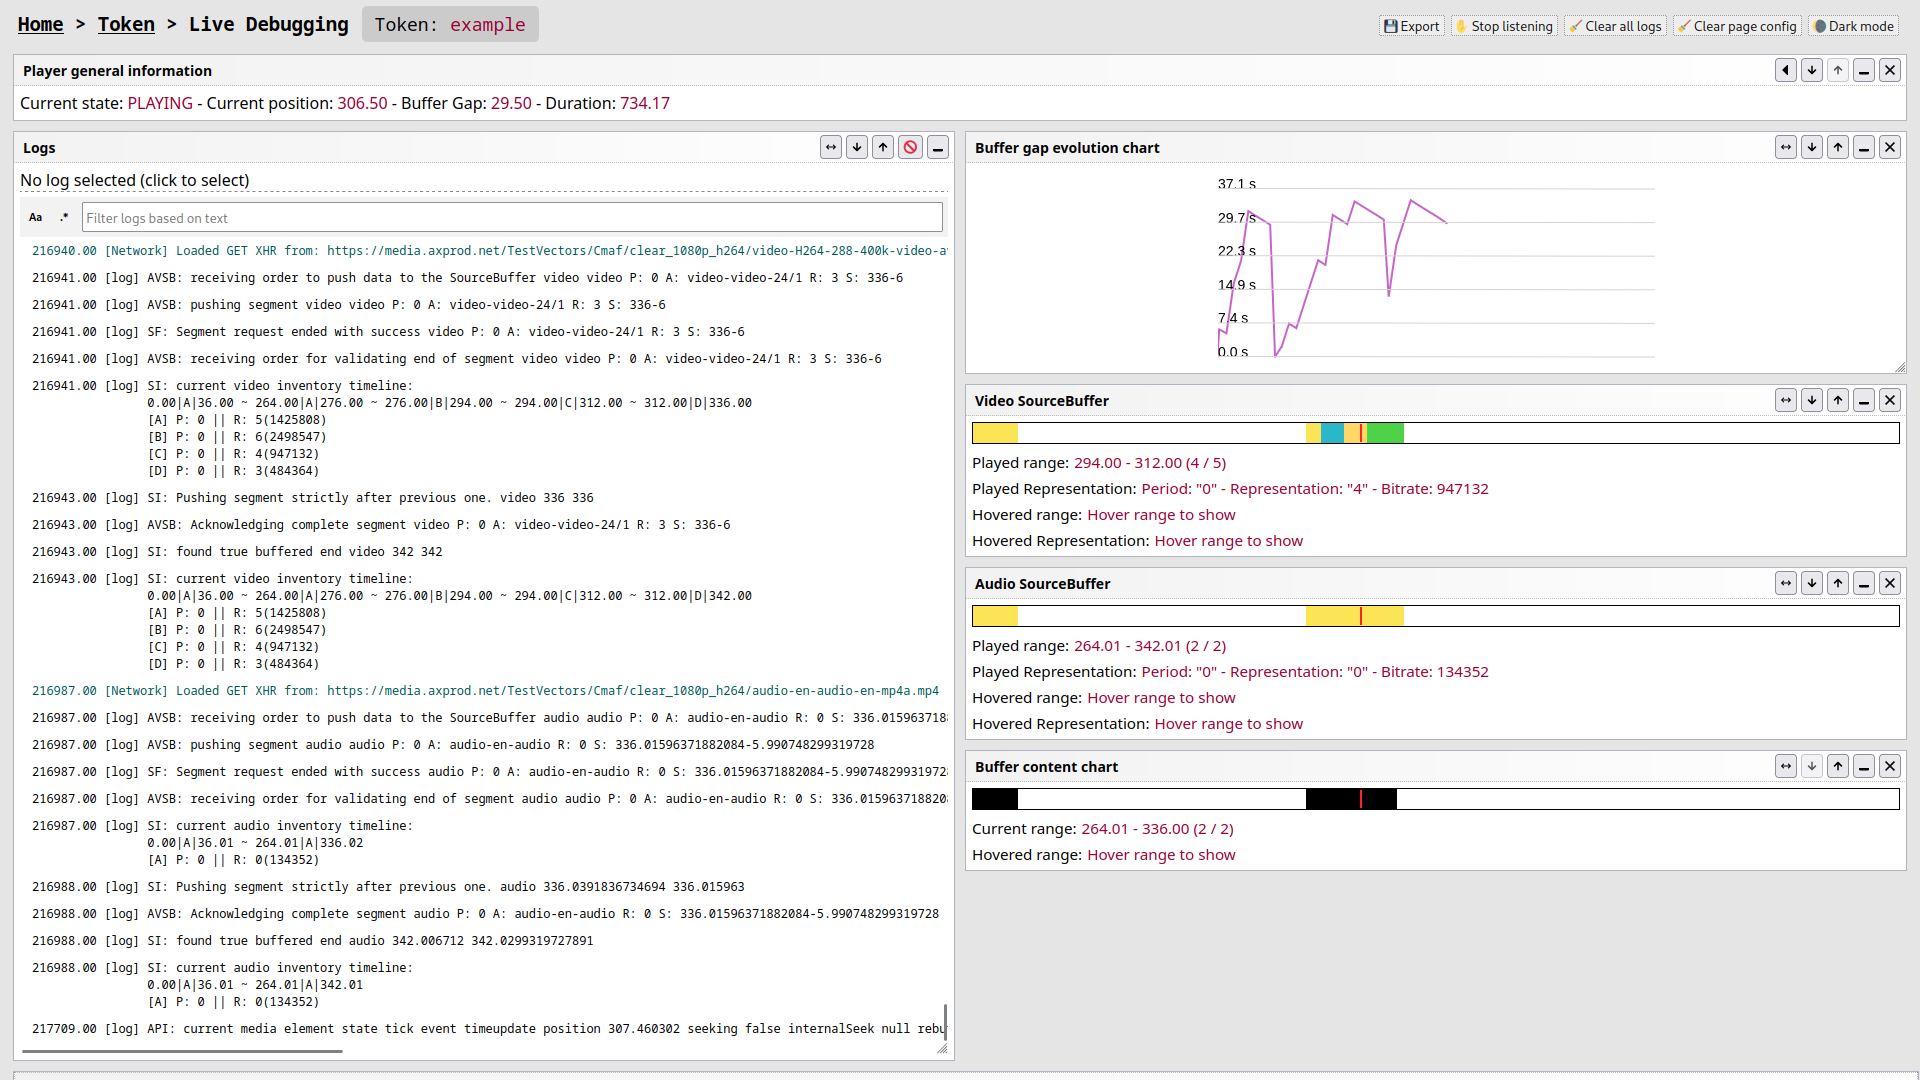 Home > Token > Live Debugging Token: example
Export Stop listening Clear all logs Clear page config Dark mode
Player general information
Current state: PLAYING - Current position: 306.50 - Buffer Gap: 29.50 - Duration: 734.17
Logs
No log selected (click to select)
Aa .* Filter logs based on text
216940.00 [Network] Loaded GET XHR from: https://media.axprod.net/TestVectors/Cmaf/clear_1080p_h264/video-H264-288-400k-video-a
216941.00 [log] AVSB: receiving order to push data to the SourceBuffer video video P: 0 A: video-video-24/1 R: 3 S: 336-6
216941.00 [log] AVSB: pushing segment video video P: 0 A: video-video-24/1 R: 3 S: 336-6
216941.00 [log] SF: Segment request ended with success video P: 0 A: video-video-24/1 R: 3 S: 336-6
216941.00 [log] AVSB: receiving order for validating end of segment video video P: 0 A: video-video-24/1 R: 3 S: 336-6
216941.00 [log] SI: current video inventory timeline:
0.00|A|36.00 ~ 264.00|A|276.00 ~ 276.00|B|294.00 ~ 294.00|C|312.00 ~ 312.00|D|336.00
[A] P: 0 || R: 5(1425808)
[B] P: 0 || R: 6(2498547)
[C] P: 0 || R: 4(947132)
[D] P: 0 || R: 3(484364)
216943.00 [log] SI: Pushing segment strictly after previous one. video 336 336
216943.00 [log] AVSB: Acknowledging complete segment video P: 0 A: video-video-24/1 R: 3 S: 336-6
216943.00 [log] SI: found true buffered end video 342 342
216943.00 [log] SI: current video inventory timeline:
0.00|A|36.00 ~ 264.00|A|276.00 ~ 276.00|B|294.00 ~ 294.00|C|312.00 ~ 312.00|D|342.00
[A] P: 0 || R: 5(1425808)
[B] P: 0 || R: 6(2498547)
[C] P: 0 || R: 4(947132)
[D] P: 0 || R: 3(484364)
216987.00 [Network] Loaded GET XHR from: https://media.axprod.net/TestVectors/Cmaf/clear_1080p_h264/audio-en-audio-en-mp4a.mp4
216987.00 [log] AVSB: receiving order to push data to the SourceBuffer audio audio P: 0 A: audio-en-audio R: 0 S: 336.015963718
216987.00 [log] AVSB: pushing segment audio audio P: 0 A: audio-en-audio R: 0 S: 336.01596371882084-5.990748299319728
216987.00 [log] SF: Segment request ended with success audio P: 0 A: audio-en-audio R: 0 S: 336.01596371882084-5.990748299319728
216987.00 [log] AVSB: receiving order for validating end of segment audio audio P: 0 A: audio-en-audio R: 0 S: 336.015963718820
216987.00 [log] SI: current audio inventory timeline:
0.00|A|36.01 ~ 264.01|A|336.02
[A] P: 0 || R: 0(134352)
216988.00 [log] SI: Pushing segment strictly after previous one. audio 336.0391836734694 336.015963
216988.00 [log] AVSB: Acknowledging complete segment audio P: 0 A: audio-en-audio R: 0 S: 336.01596371882084-5.990748299319728
216988.00 [log] SI: found true buffered end audio 342.006712 342.0299319727891
216988.00 [log] SI: current audio inventory timeline:
0.00|A|36.01 ~ 264.01|A|342.01
[A] P: 0 || R: 0(134352)
217709.00 [log] API: current media element state tick event timeupdate position 307.460302 seeking false internalSeek null rebu
Buffer gap evolution chart
37.1 s
29.7 s
22.3 s
14.9 s
7.4 s
0.0 s
Video SourceBuffer
Played range: 294.00 - 312.00 (4 / 5)
Played Representation: Period: "0" - Representation: "4" - Bitrate: 947132
Hovered range: Hover range to show
Hovered Representation: Hover range to show
Audio SourceBuffer
Played range: 264.01 - 342.01 (2 / 2)
Played Representation: Period: "0" - Representation: "0" - Bitrate: 134352
Hovered range: Hover range to show
Hovered Representation: Hover range to show
Buffer content chart
Current range: 264.01 - 336.00 (2 / 2)
Hovered range: Hover range to show